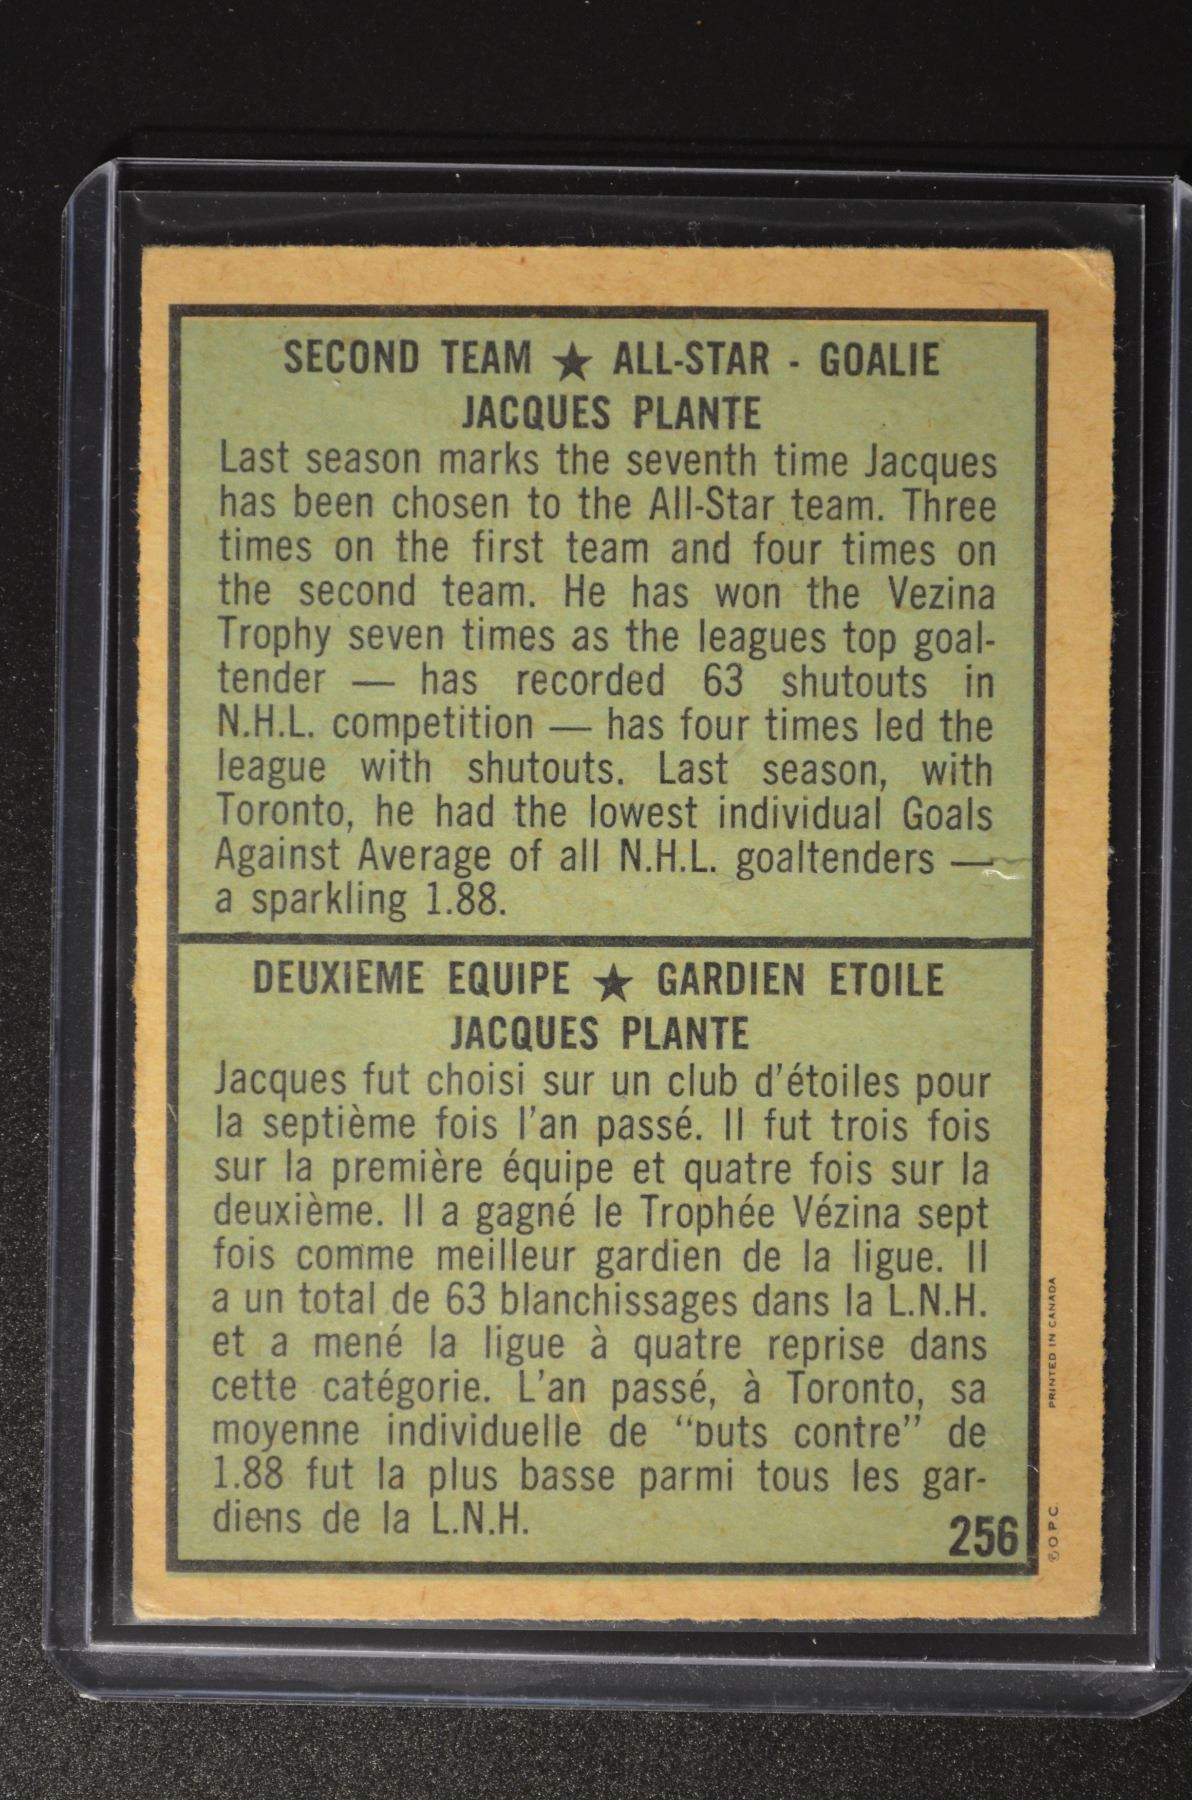 SECOND TEAM ★ ALL-STAR - GOALIE
JACQUES PLANTE
Last season marks the seventh time Jacques
has been chosen to the All-Star team. Three
times on the first team and four times on
the second team. He has won the Vezina
Trophy seven times as the leagues top goal-
tender — has recorded 63 shutouts in
N.H.L. competition — has four times led the
league with shutouts. Last season, with
Toronto, he had the lowest individual Goals
Against Average of all N.H.L. goaltenders —
a sparkling 1.88.
DEUXIEME EQUIPE ★ GARDIEN ETOILE
JACQUES PLANTE
Jacques fut choisi sur un club d'étoiles pour
la septième fois l'an passé. Il fut trois fois
sur la première équipe et quatre fois sur la
deuxième. Il a gagné le Trophée Vézina sept
fois comme meilleur gardien de la ligue. Il
a un total de 63 blanchissages dans la L.N.H.
et a mené la ligue à quatre reprise dans
cette catégorie. L'an passé, à Toronto, sa
moyenne individuelle de “buts contre” de
1.88 fut la plus basse parmi tous les gar-
diens de la L.N.H.
256
Ⓟ O.P.C. PRINTED IN CANADA